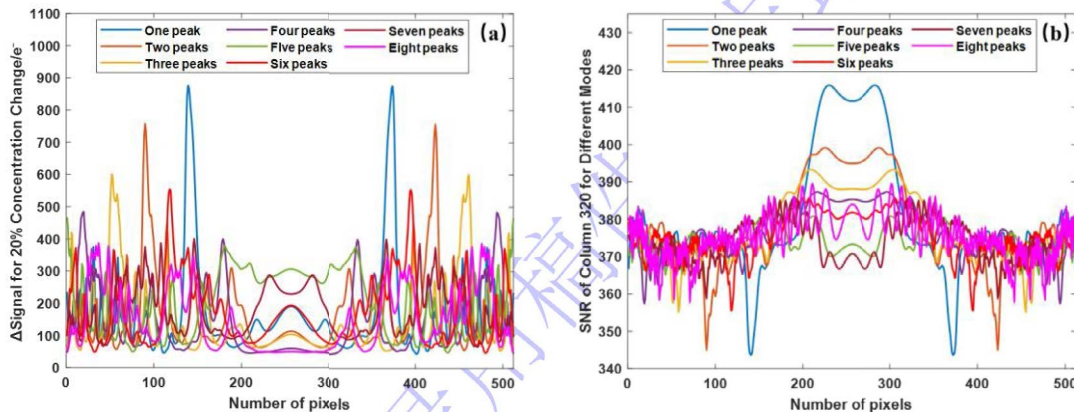 (a)
One peak
Four peaks
Seven peaks
Two peaks
Five peaks
Eight peaks
Three peaks
Six peaks
ΔSignal for 20% Concentration Change/e⁻
1100
1000
900
800
700
600
500
400
300
200
100
0
0
100
200
300
400
500
Number of pixels
(b)
One peak
Four peaks
Seven peaks
Two peaks
Five peaks
Eight peaks
Three peaks
Six peaks
SNR of Column 320 for Different Modes
430
420
410
400
390
380
370
360
350
340
0
100
200
300
400
500
Number of pixels
用稿件